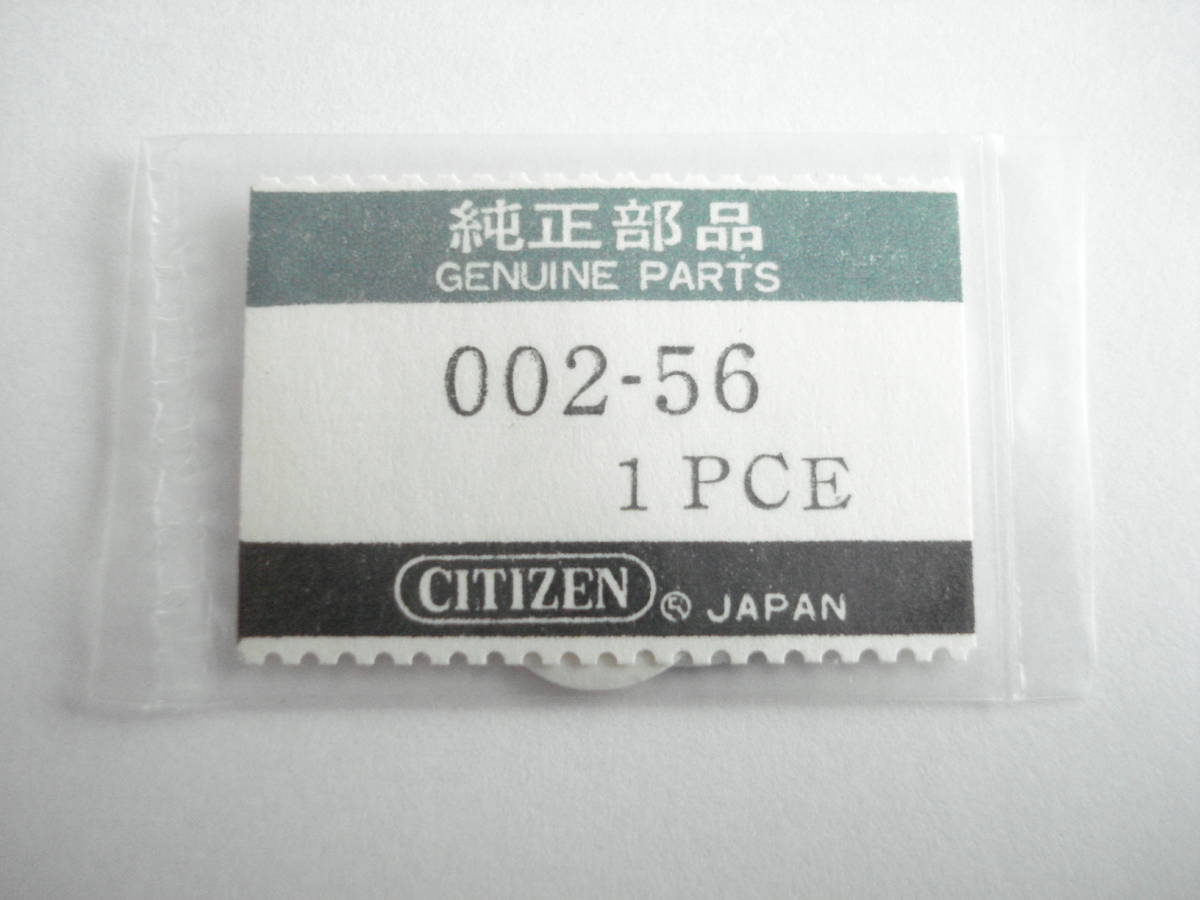 純正部品
GENUINE PARTS
002-56
1 PCE
CITIZEN JAPAN